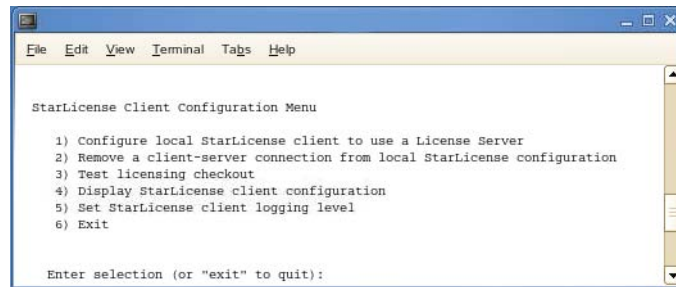 File Edit View Terminal Tabs Help
StarLicense Client Configuration Menu
1) Configure local StarLicense client to use a License Server
2) Remove a client-server connection from local StarLicense configuration
3) Test licensing checkout
4) Display StarLicense client configuration
5) Set StarLicense client logging level
6) Exit
Enter selection (or "exit" to quit):